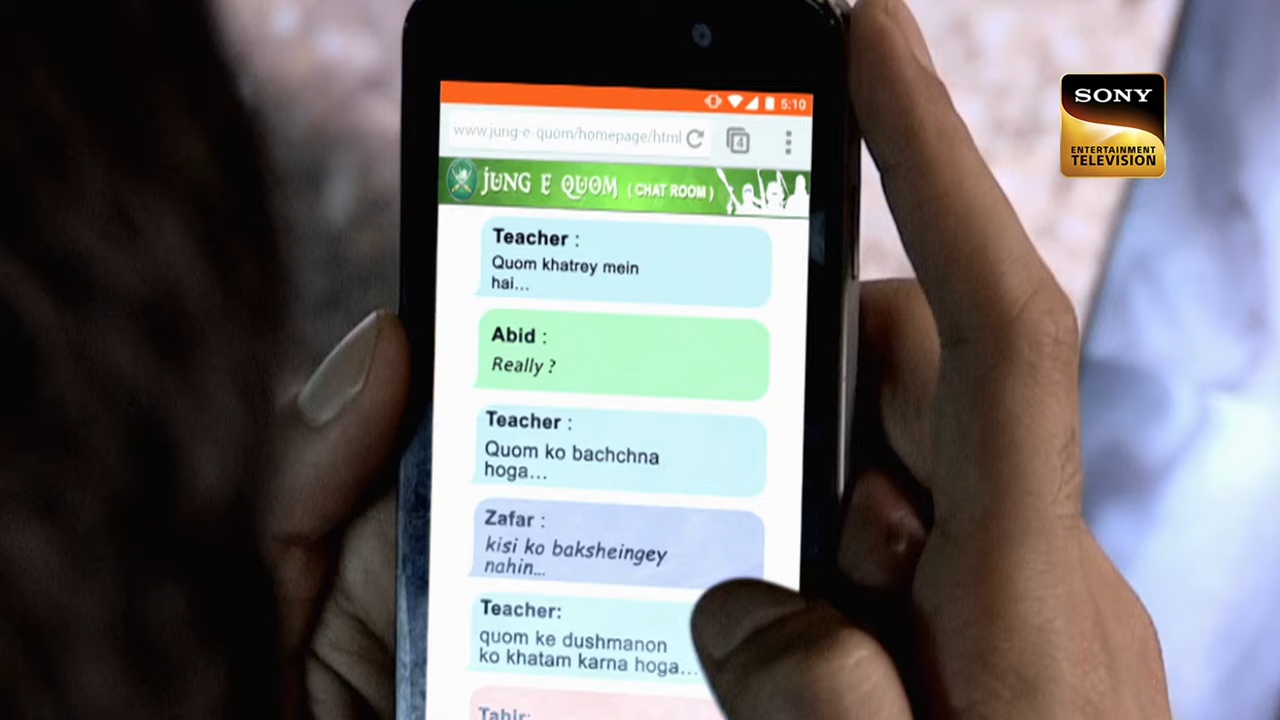 SONY
ENTERTAINMENT
TELEVISION
5:10
www.jung-e-quom/homepage/html
4
JUNG E QUOM ( CHAT ROOM )
Teacher :
Quom khatrey mein
hai...
Abid :
Really ?
Teacher :
Quom ko bachchna
hoga...
Zafar :
kisi ko baksheingey
nahin...
Teacher:
quom ke dushmanon
ko khatam karna hoga...
Tahir: